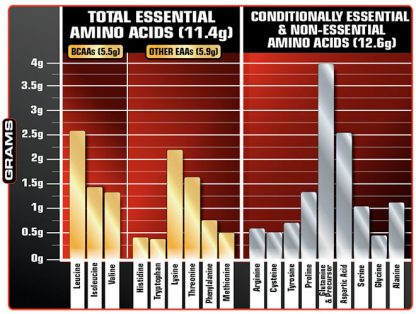 TOTAL ESSENTIAL
AMINO ACIDS (11.4g)
BCAAs (5.5g)
OTHER EAAs (5.9g)
CONDITIONALLY ESSENTIAL
& NON-ESSENTIAL
AMINO ACIDS (12.6g)
GRAMS
4g
3.5g
3g
2.5g
2g
1.5g
1g
0.5g
0g
Leucine
Isoleucine
Valine
Histidine
Tryptophan
Lysine
Threonine
Phenylalanine
Methionine
Arginine
Cysteine
Tyrosine
Proline
Glutamine
& Precursor
Aspartic Acid
Serine
Glycine
Alanine